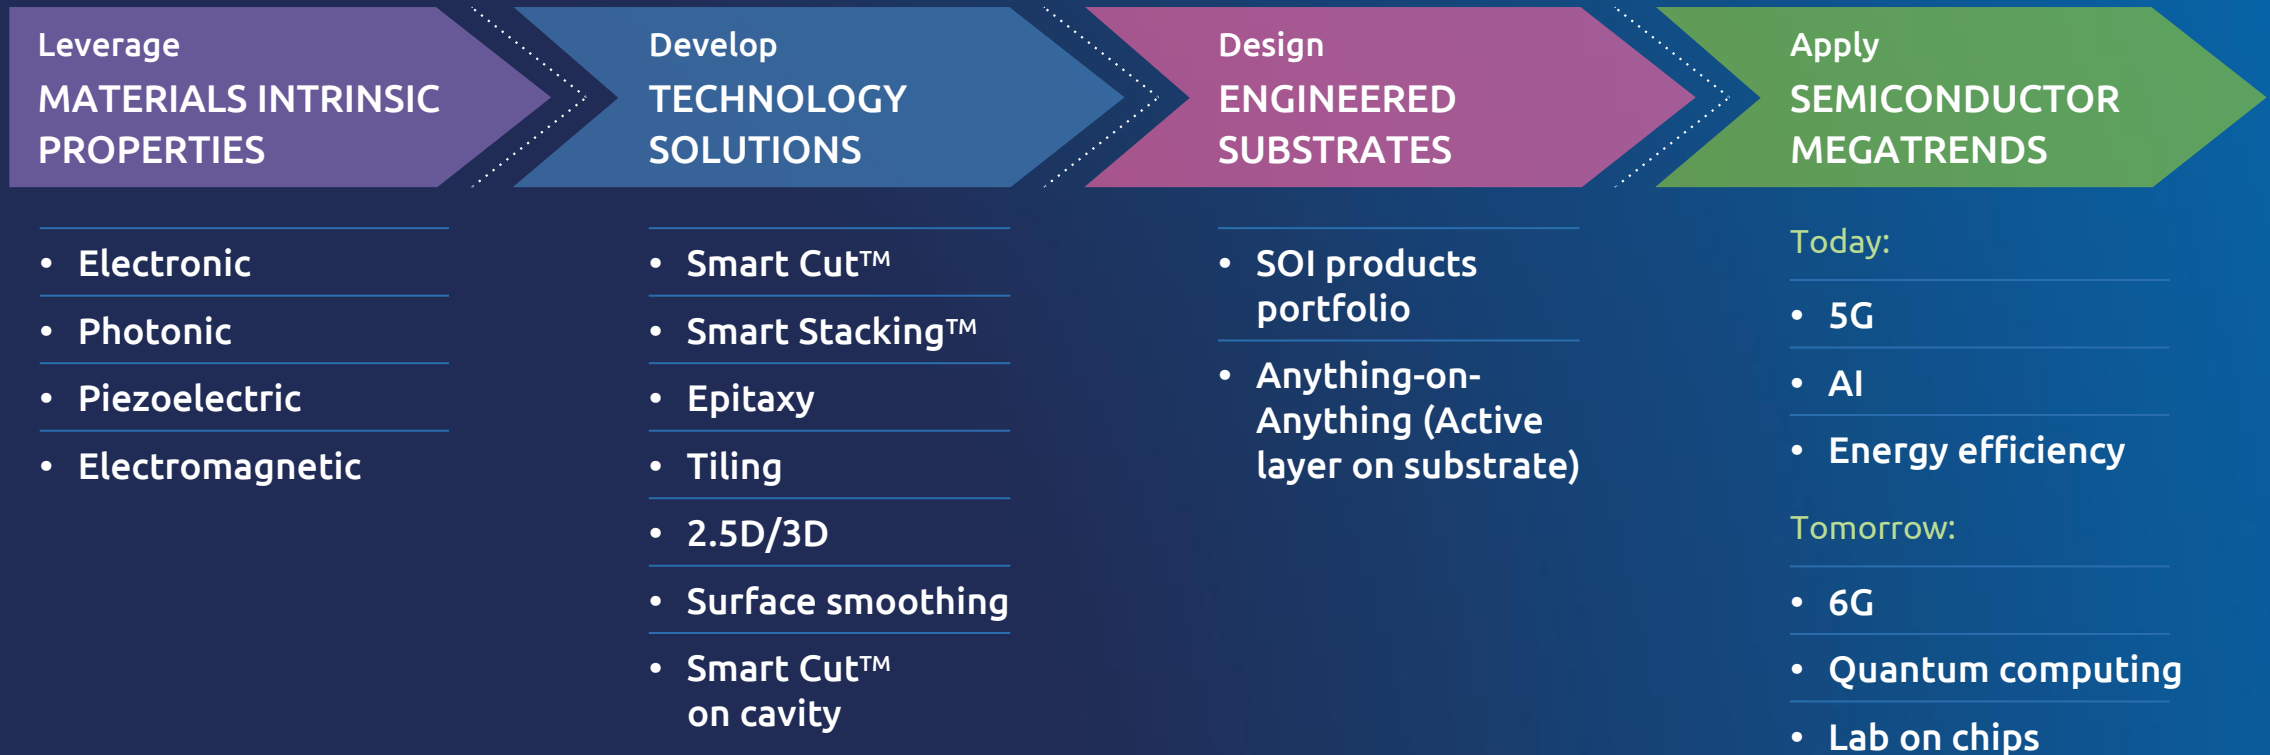 Leverage
MATERIALS INTRINSIC
PROPERTIES
• Electronic
• Photonic
• Piezoelectric
• Electromagnetic
Develop
TECHNOLOGY
SOLUTIONS
• Smart Cut™
• Smart Stacking™
• Epitaxy
• Tiling
• 2.5D/3D
• Surface smoothing
• Smart Cut™
on cavity
Design
ENGINEERED
SUBSTRATES
• SOI products
portfolio
• Anything-on-
Anything (Active
layer on substrate)
Apply
SEMICONDUCTOR
MEGATRENDS
Today:
• 5G
• AI
• Energy efficiency
Tomorrow:
• 6G
• Quantum computing
• Lab on chips